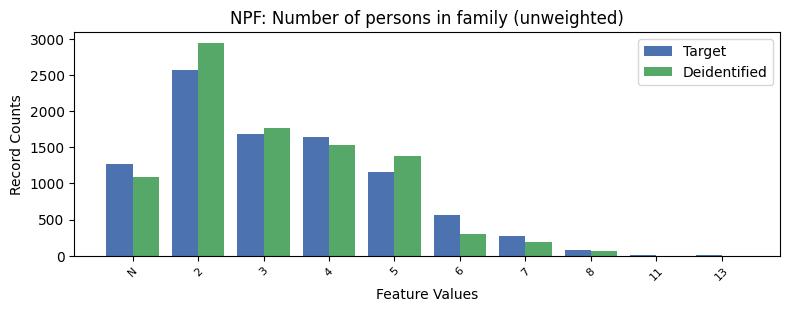 NPF: Number of persons in family (unweighted)
Target
Deidentified
Record Counts
3000
2500
2000
1500
1000
500
0
N 2 3 4 5 6 7 8 11 13
Feature Values